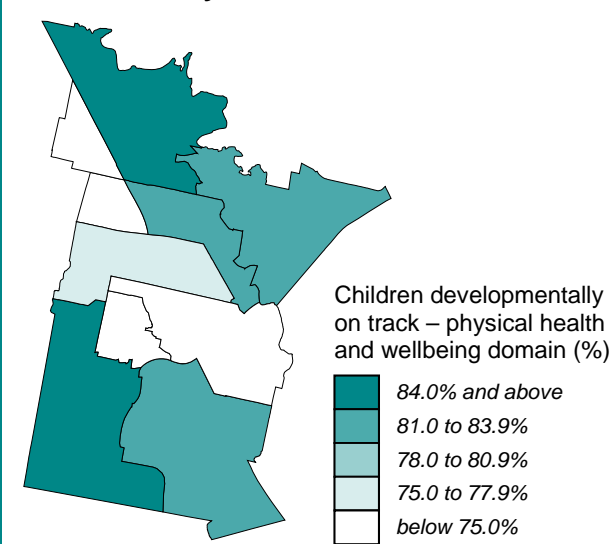 Children developmentally
on track – physical health
and wellbeing domain (%)
84.0% and above
81.0 to 83.9%
78.0 to 80.9%
75.0 to 77.9%
below 75.0%